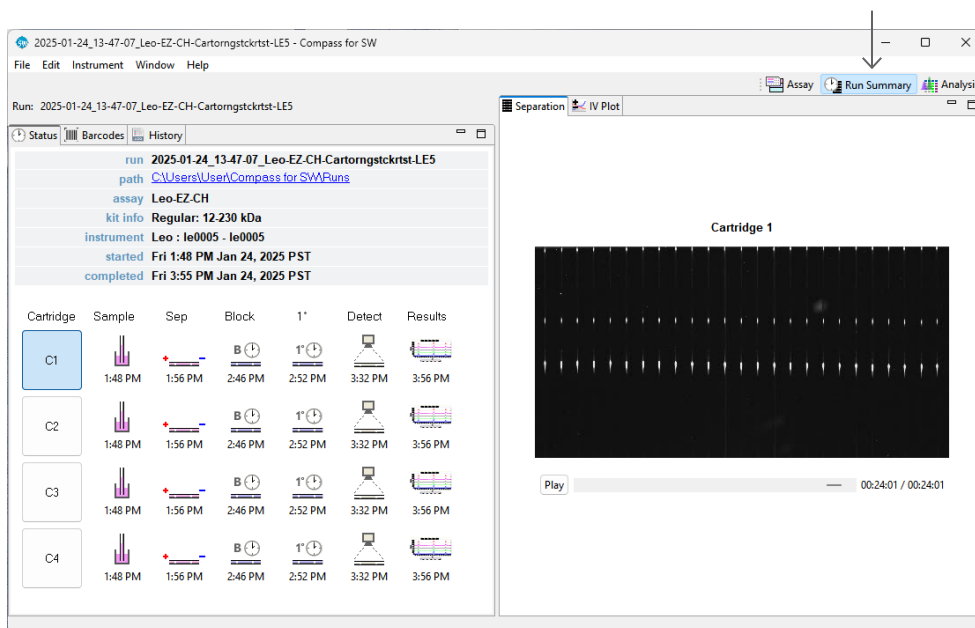 2025-01-24_13-47-07_Leo-EZ-CH-Cartorngstckrtst-LE5 - Compass for SW
File Edit Instrument Window Help
Assay Run Summary Analysi
Run: 2025-01-24_13-47-07_Leo-EZ-CH-Cartorngstckrtst-LE5
Status Barcodes History
run 2025-01-24_13-47-07_Leo-EZ-CH-Cartorngstckrtst-LE5
path C:\Users\User\Compass for SW\Runs
assay Leo-EZ-CH
kit info Regular: 12-230 kDa
instrument Leo : le0005 - le0005
started Fri 1:48 PM Jan 24, 2025 PST
completed Fri 3:55 PM Jan 24, 2025 PST
Cartridge Sample Sep Block 1° Detect Results
C1
B 1°
1:48 PM 1:56 PM 2:46 PM 2:52 PM 3:32 PM 3:56 PM
C2
B 1°
1:48 PM 1:56 PM 2:46 PM 2:52 PM 3:32 PM 3:56 PM
C3
B 1°
1:48 PM 1:56 PM 2:46 PM 2:52 PM 3:32 PM 3:56 PM
C4
B 1°
1:48 PM 1:56 PM 2:46 PM 2:52 PM 3:32 PM 3:56 PM
Separation IV Plot
Cartridge 1
Play 00:24:01 / 00:24:01